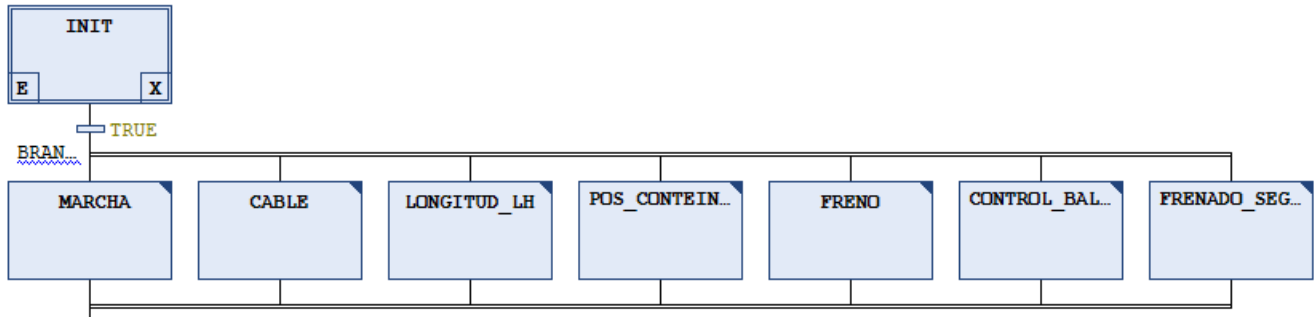 INIT
E X
TRUE
BRAN...
MARCHA CABLE LONGITUD_LH POS_CONTEIN... FRENO CONTROL_BAL... FRENADO_SEG...